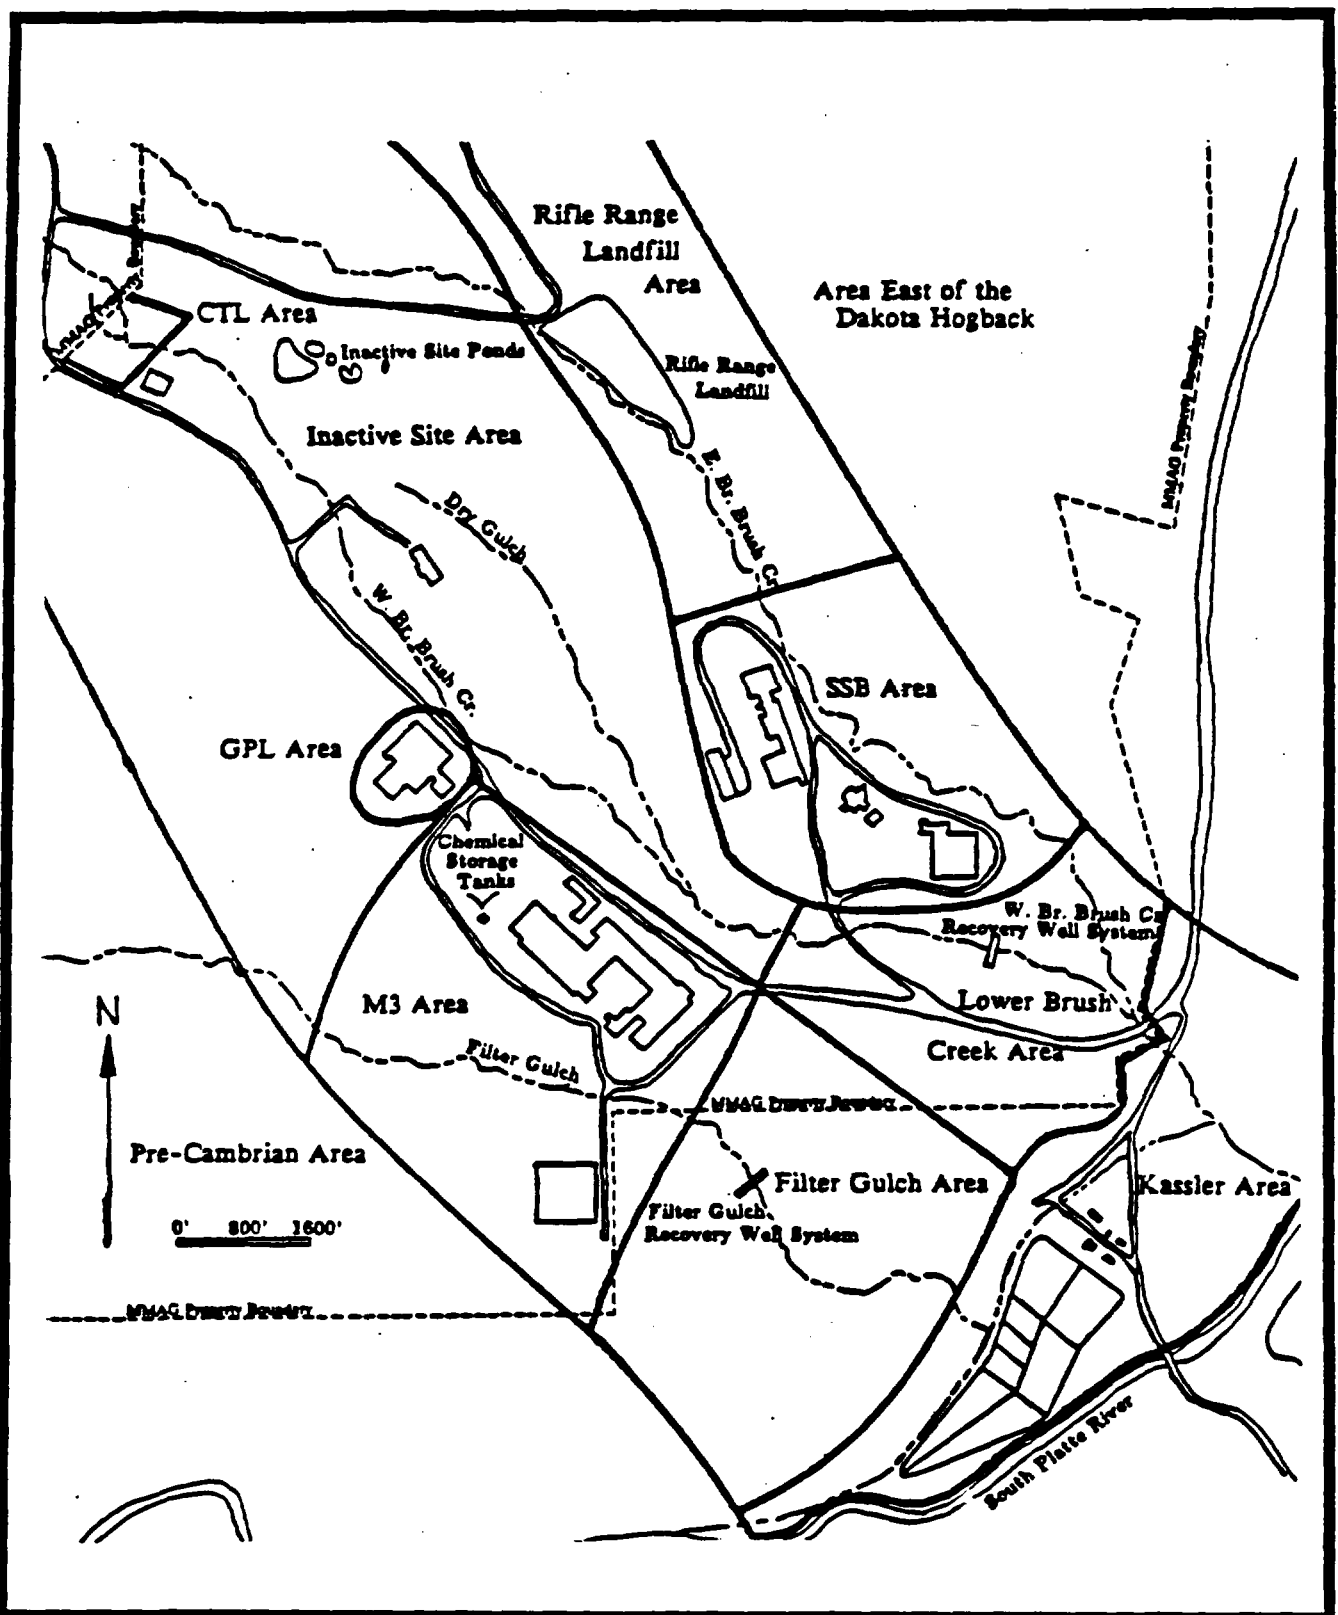 Rifle Range
Landfill
Area
Area East of the
Dakota Hogback
CTL Area
Inactive Site Ponds
Rifle Range
Landfill
MMAG Property Boundary
Inactive Site Area
E. Br. Brush Cr.
Dry Gulch
W. Br. Brush Cr.
SSB Area
GPL Area
Chemical
Storage
Tanks
W. Br. Brush Cr.
Recovery Well System
N
M3 Area
Lower Brush
Creek Area
Filter Gulch
MMAG Property Boundary
Pre-Cambrian Area
Filter Gulch Area
Kassler Area
0' 800' 1600'
Filter Gulch
Recovery Well System
MMAG Property Boundary
South Platte River